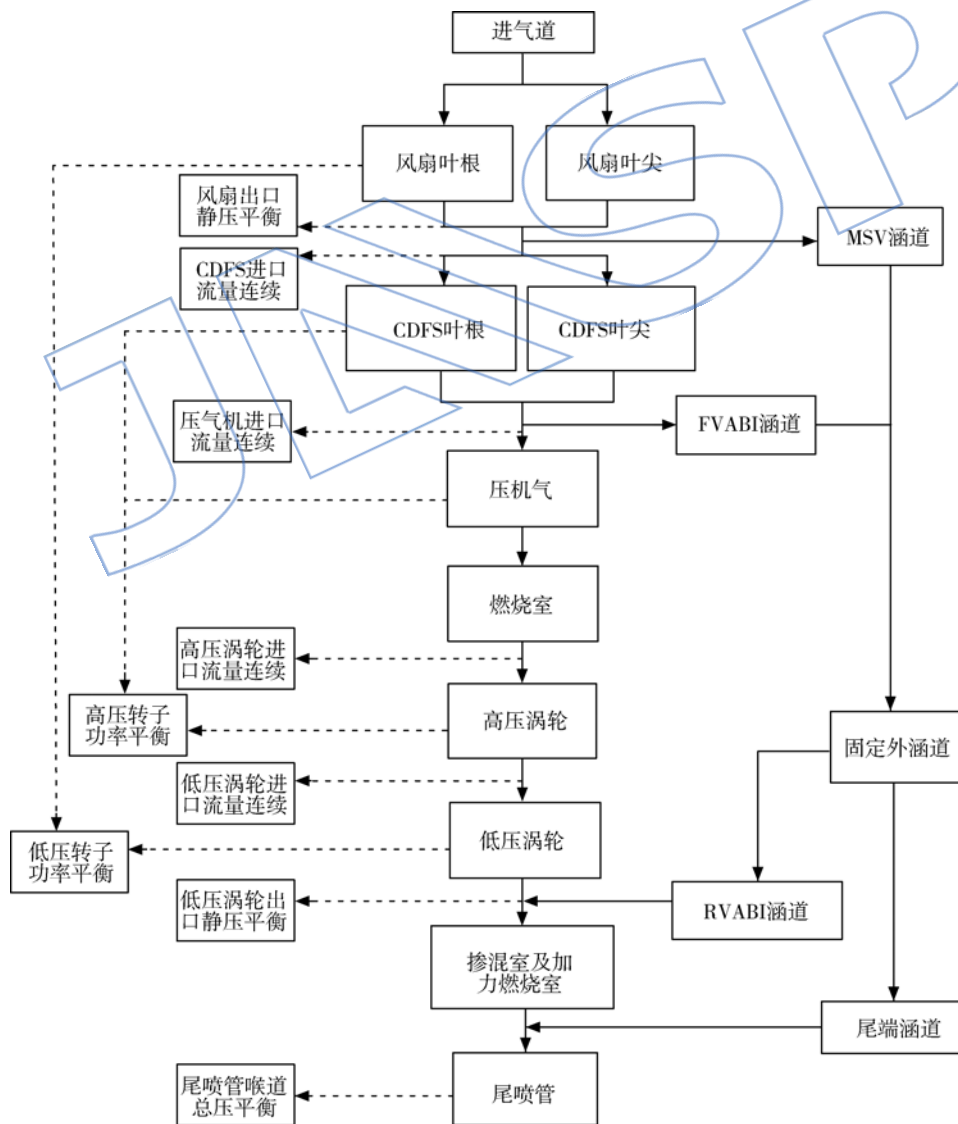 进气道
风扇叶根
风扇叶尖
风扇出口
静压平衡
MSV涵道
CDFS进口
流量连续
CDFS叶根
CDFS叶尖
压气机进口
流量连续
FVABI涵道
压机气
燃烧室
高压涡轮进
口流量连续
高压转子
功率平衡
高压涡轮
固定外涵道
低压涡轮进
口流量连续
低压转子
功率平衡
低压涡轮
低压涡轮出
口静压平衡
RVABI涵道
掺混室及加
力燃烧室
尾端涵道
尾喷管喉道
总压平衡
尾喷管
JLASP